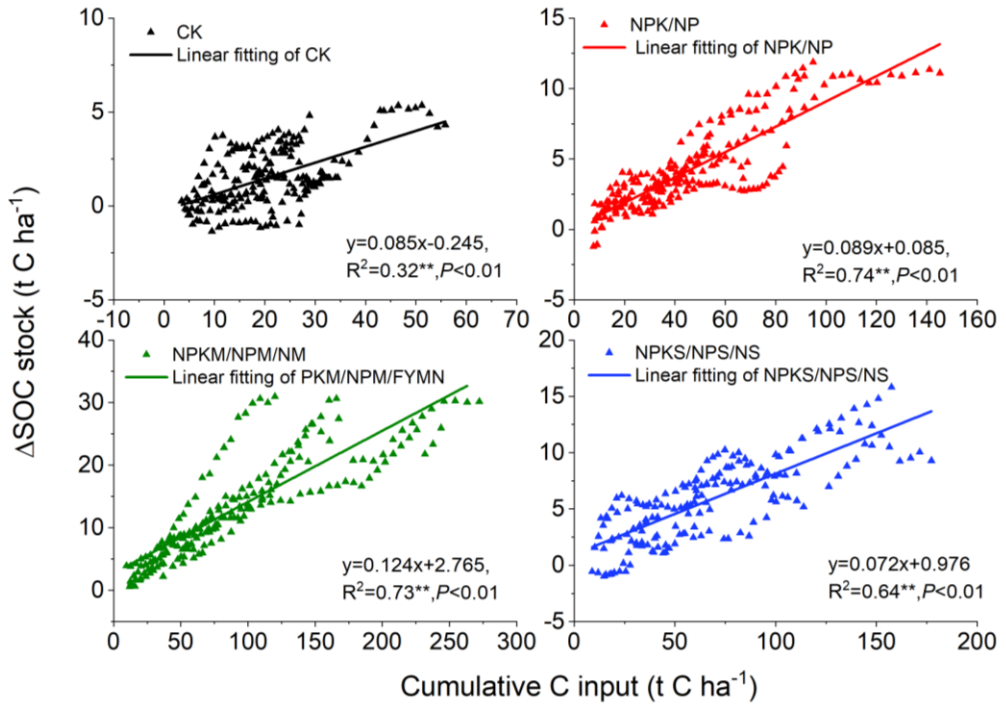 ΔSOC stock (t C ha⁻¹)
10
5
0
-5
-10 0 10 20 30 40 50 60 70
CK
Linear fitting of CK
y=0.085x-0.245,
R²=0.32**,P<0.01
15
10
5
0
-5
0 20 40 60 80 100 120 140 160
NPK/NP
Linear fitting of NPK/NP
y=0.089x+0.085,
R²=0.74**,P<0.01
40
30
20
10
0
0 50 100 150 200 250 300
NPKM/NPM/NM
Linear fitting of PKM/NPM/FYMN
y=0.124x+2.765,
R²=0.73**,P<0.01
20
15
10
5
0
-5
0 50 100 150 200
NPKS/NPS/NS
Linear fitting of NPKS/NPS/NS
y=0.072x+0.976
R²=0.64**,P<0.01
Cumulative C input (t C ha⁻¹)